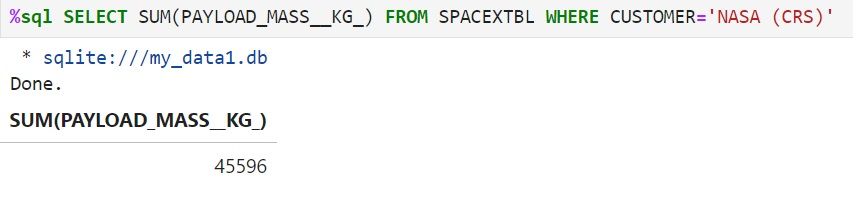 %sql SELECT SUM(PAYLOAD_MASS__KG_) FROM SPACEXTBL WHERE CUSTOMER='NASA (CRS)'
* sqlite:///my_data1.db
Done.
SUM(PAYLOAD_MASS__KG_)
45596